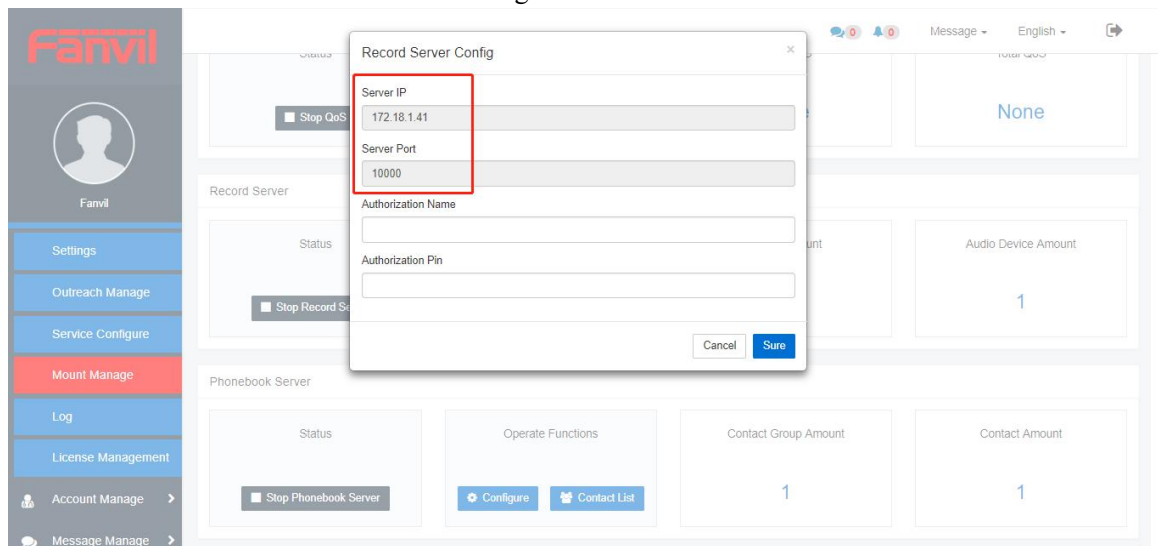 Fanvil
0
0
Message
English
Record Server Config
×
Server IP
172.18.1.41
Server Port
10000
Authorization Name
Authorization Pin
Cancel
Sure
Status
Total QoS
Stop QoS
None
Fanvil
Settings
Outreach Manage
Service Configure
Mount Manage
Log
License Management
Account Manage
Message Manage
Record Server
Status
Audio Device Amount
Stop Record Se
1
Phonebook Server
Status
Operate Functions
Contact Group Amount
Contact Amount
Stop Phonebook Server
Configure
Contact List
1
1